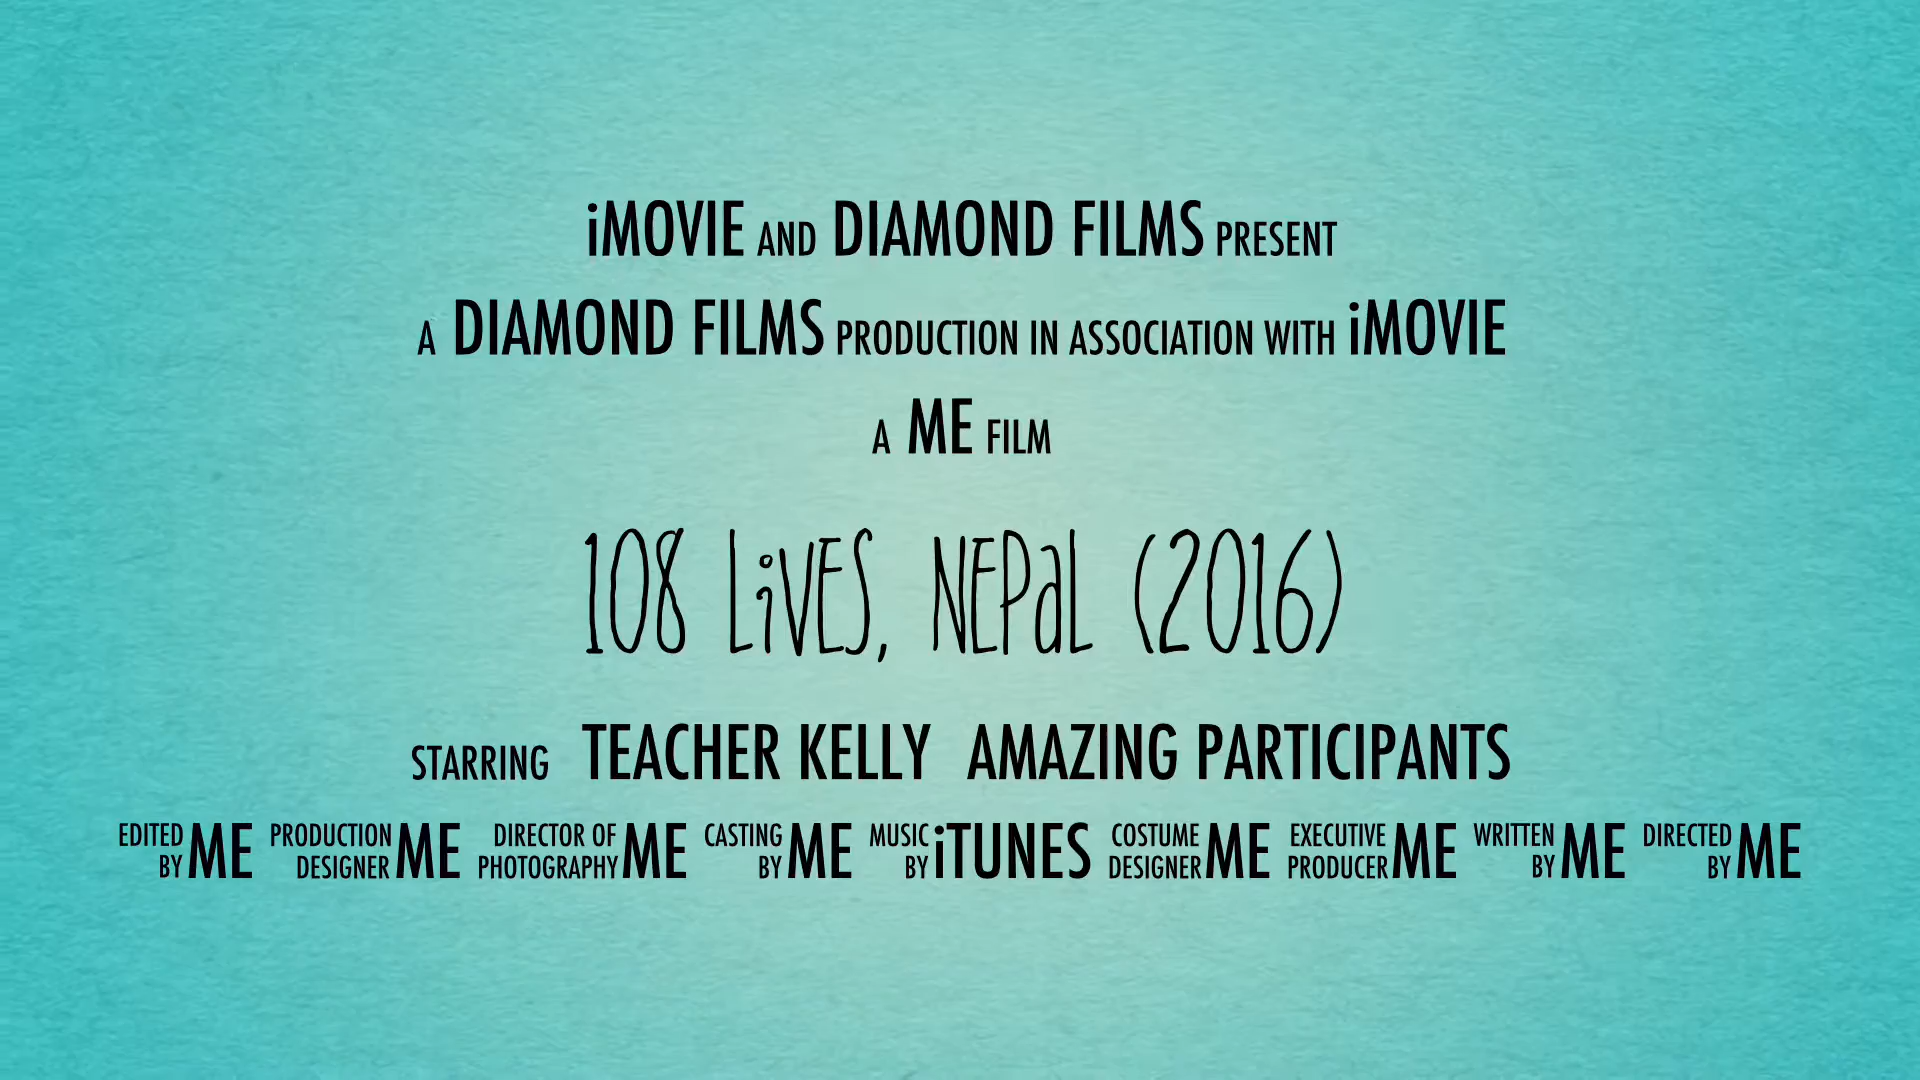 iMOVIE AND DIAMOND FILMS PRESENT
A DIAMOND FILMS PRODUCTION IN ASSOCIATION WITH iMOVIE
A ME FILM
108 LiVES, NEPaL (2016)
STARRING TEACHER KELLY AMAZING PARTICIPANTS
EDITED BY ME PRODUCTION DESIGNER ME DIRECTOR OF PHOTOGRAPHY ME CASTING BY ME MUSIC BY iTUNES COSTUME DESIGNER ME EXECUTIVE PRODUCER ME WRITTEN BY ME DIRECTED BY ME